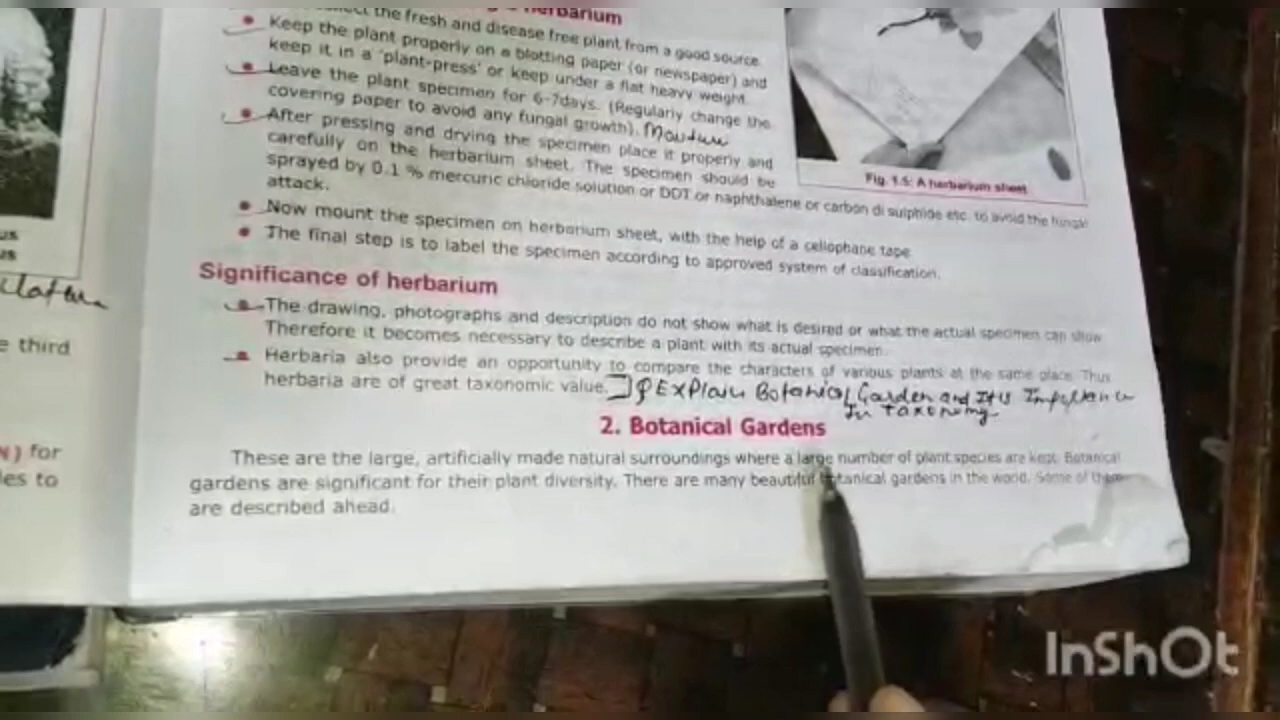 herbarium
the fresh and disease free plant from a good source.
Keep the plant properly on a blotting paper (or newspaper) and
keep it in a 'plant-press' or keep under a flat heavy weight.
Leave the plant specimen for 6-7days. (Regularly change the
covering paper to avoid any fungal growth).
After pressing and drying the specimen place it properly and
carefully on the herbarium sheet. The specimen should be
sprayed by 0.1 % mercuric chloride solution or DDT or naphthalene or carbon di sulphide etc. to avoid the fungal
attack.
Now mount the specimen on herborium sheet, with the help of a cellophane tape
The final step is to label the specimen according to approved system of classification.
Fig. 1.5: A herbarium sheet
Significance of herbarium
The drawing, photographs and description do not show what is desired or what the actual specimen can show.
Therefore it becomes necessary to describe a plant with its actual specimen.
Herbaria also provide an opportunity to compare the characters of various plants at the same place. Thus
herbaria are of great taxonomic value. Q Explain Botanical Garden and Its
In taxonomy.
2. Botanical Gardens
These are the large, artificially made natural surroundings where a large number of plant species are kept. Botanical
gardens are significant for their plant diversity. There are many beautiful botanical gardens in the world. Some of them
are described ahead.
us
us
e third
N) for
les to
InShOt